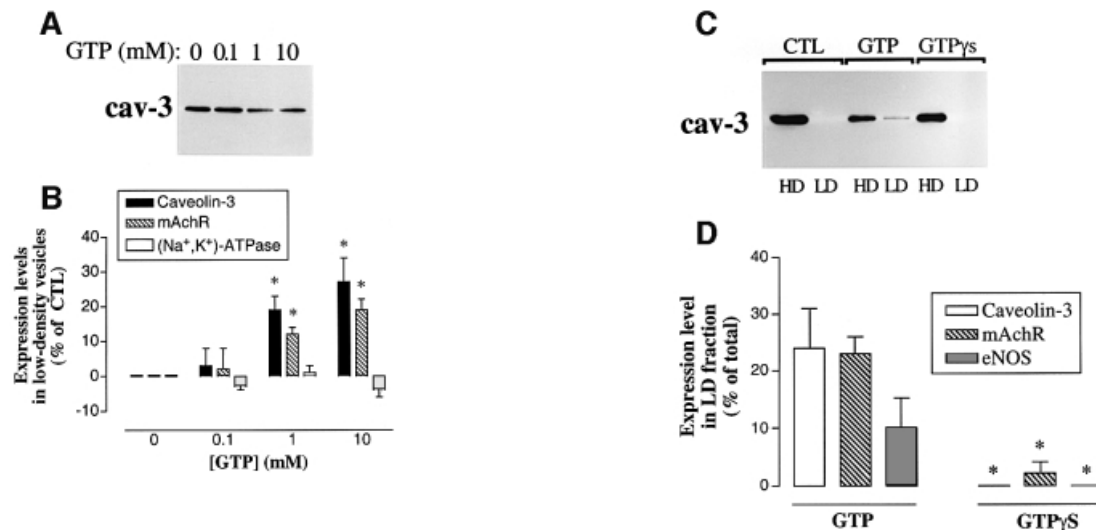 A
GTP (mM): 0 0.1 1 10
cav-3
B
Caveolin-3
mAchR
(Na⁺,K⁺)-ATPase
Expression levels
in low-density vesicles
(% of CTL)
40
30
20
10
0
-10
* * * *
0 0.1 1 10
[GTP] (mM)
C
CTL GTP GTPγs
cav-3
HD LD HD LD HD LD
D
Expression level
in LD fraction
(% of total)
40
30
20
10
0
Caveolin-3
mAchR
eNOS
* * *
GTP GTPγS